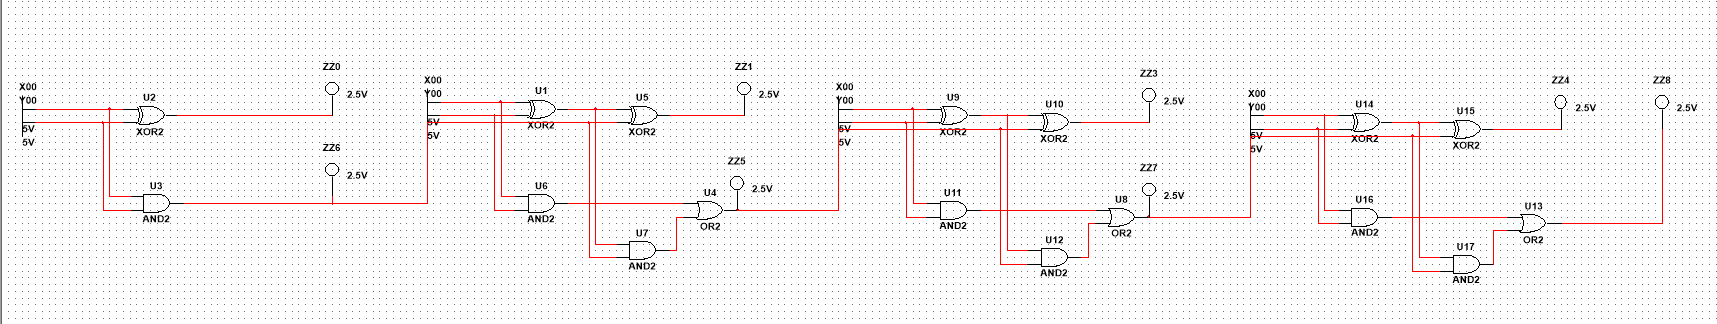 X00
Y00
5V
5V
U2
XOR2
ZZ0
2.5V
ZZ6
2.5V
U3
AND2
X00
Y00
5V
5V
U1
XOR2
U5
XOR2
ZZ1
2.5V
U6
AND2
U7
AND2
U4
OR2
ZZ5
2.5V
X00
Y00
5V
5V
U9
XOR2
U10
XOR2
ZZ3
2.5V
U11
AND2
U12
AND2
U8
OR2
ZZ7
2.5V
X00
Y00
5V
5V
U14
XOR2
U15
XOR2
ZZ4
2.5V
U16
AND2
U17
AND2
U13
OR2
ZZ8
2.5V